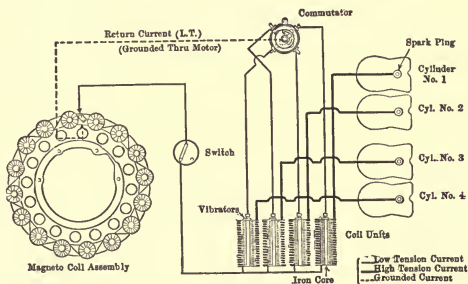 Commutator
Return Current (L.T.)
(Grounded Thru Motor)
Spark Plug
Cylinder
No. 1
Cyl. No. 2
Switch
Cyl. No. 3
Vibrators
Cyl. No. 4
Coil Units
Magneto Coil Assembly
Iron Core
Low Tension Current
High Tension Current
Grounded Current